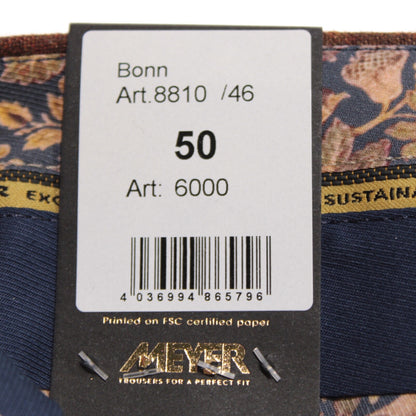 Bonn
Art.8810 /46
50
Art: 6000
EXC
SUSTAINA
4 036994 865796
Printed on FSC certified paper
MEYER
TROUSERS FOR A PERFECT FIT